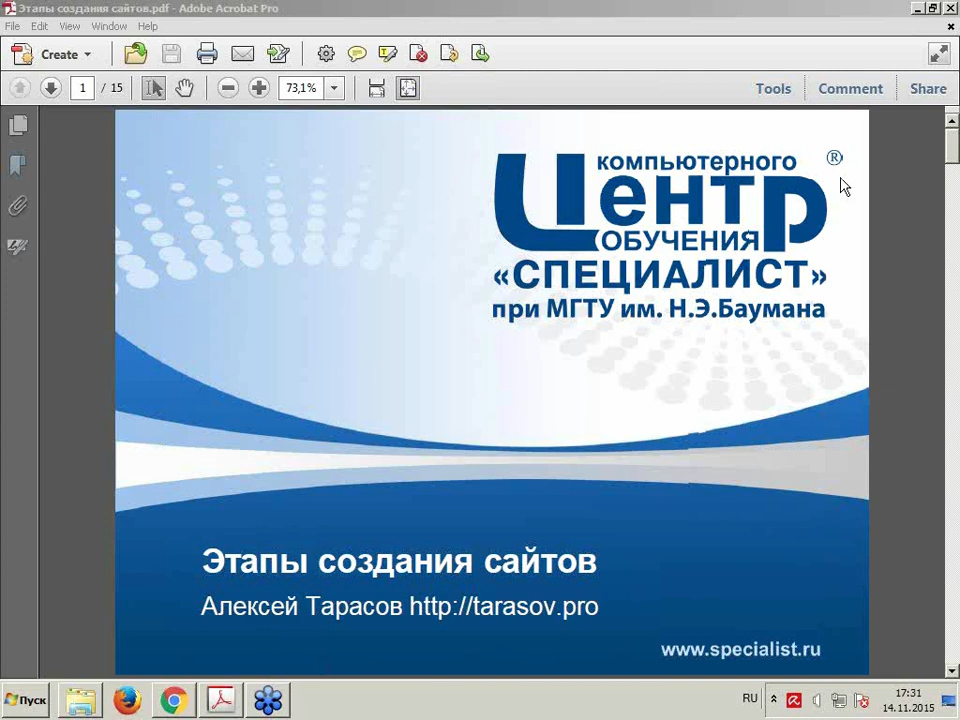 Этапы создания сайтов.pdf - Adobe Acrobat Pro
File Edit View Window Help
Create
1 / 15 73,1% Tools Comment Share
компьютерного ®
Центр
ОБУЧЕНИЯ
«СПЕЦИАЛИСТ»
при МГТУ им. Н.Э.Баумана
Этапы создания сайтов
Алексей Тарасов http://tarasov.pro
www.specialist.ru
Пуск RU 17:31
14.11.2015